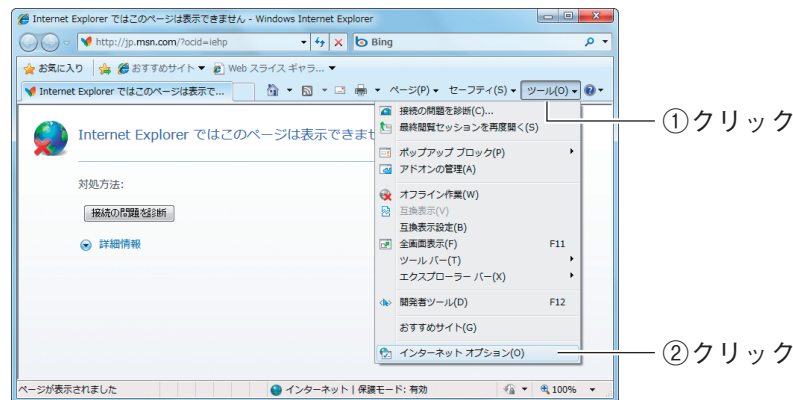 Internet Explorer ではこのページは表示できません - Windows Internet Explorer
http://jp.msn.com/?ocid=iehp
Bing
お気に入り おすすめサイト ▼ Web スライス ギャラ... ▼
Internet Explorer ではこのページは表示で... ページ(P) セーフティ(S) ツール(O)
Internet Explorer ではこのページは表示できませ
対処方法:
接続の問題を診断
詳細情報
接続の問題を診断(C)...
最終閲覧セッションを再度開く(S)
ポップアップ ブロック(P)
アドオンの管理(A)
オフライン作業(W)
互換表示(V)
互換表示設定(B)
全画面表示(F) F11
ツール バー(T)
エクスプローラー バー(X)
開発者ツール(D) F12
おすすめサイト(G)
インターネット オプション(O)
①クリック
②クリック
ページが表示されました インターネット | 保護モード: 有効 100%